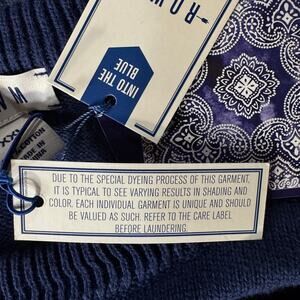 INTO THE
BLUE
XXL
DUE TO THE SPECIAL DYEING PROCESS OF THIS GARMENT,
IT IS TYPICAL TO SEE VARYING RESULTS IN SHADING AND
COLOR. EACH INDIVIDUAL GARMENT IS UNIQUE AND SHOULD
BE VALUED AS SUCH. REFER TO THE CARE LABEL
BEFORE LAUNDERING.